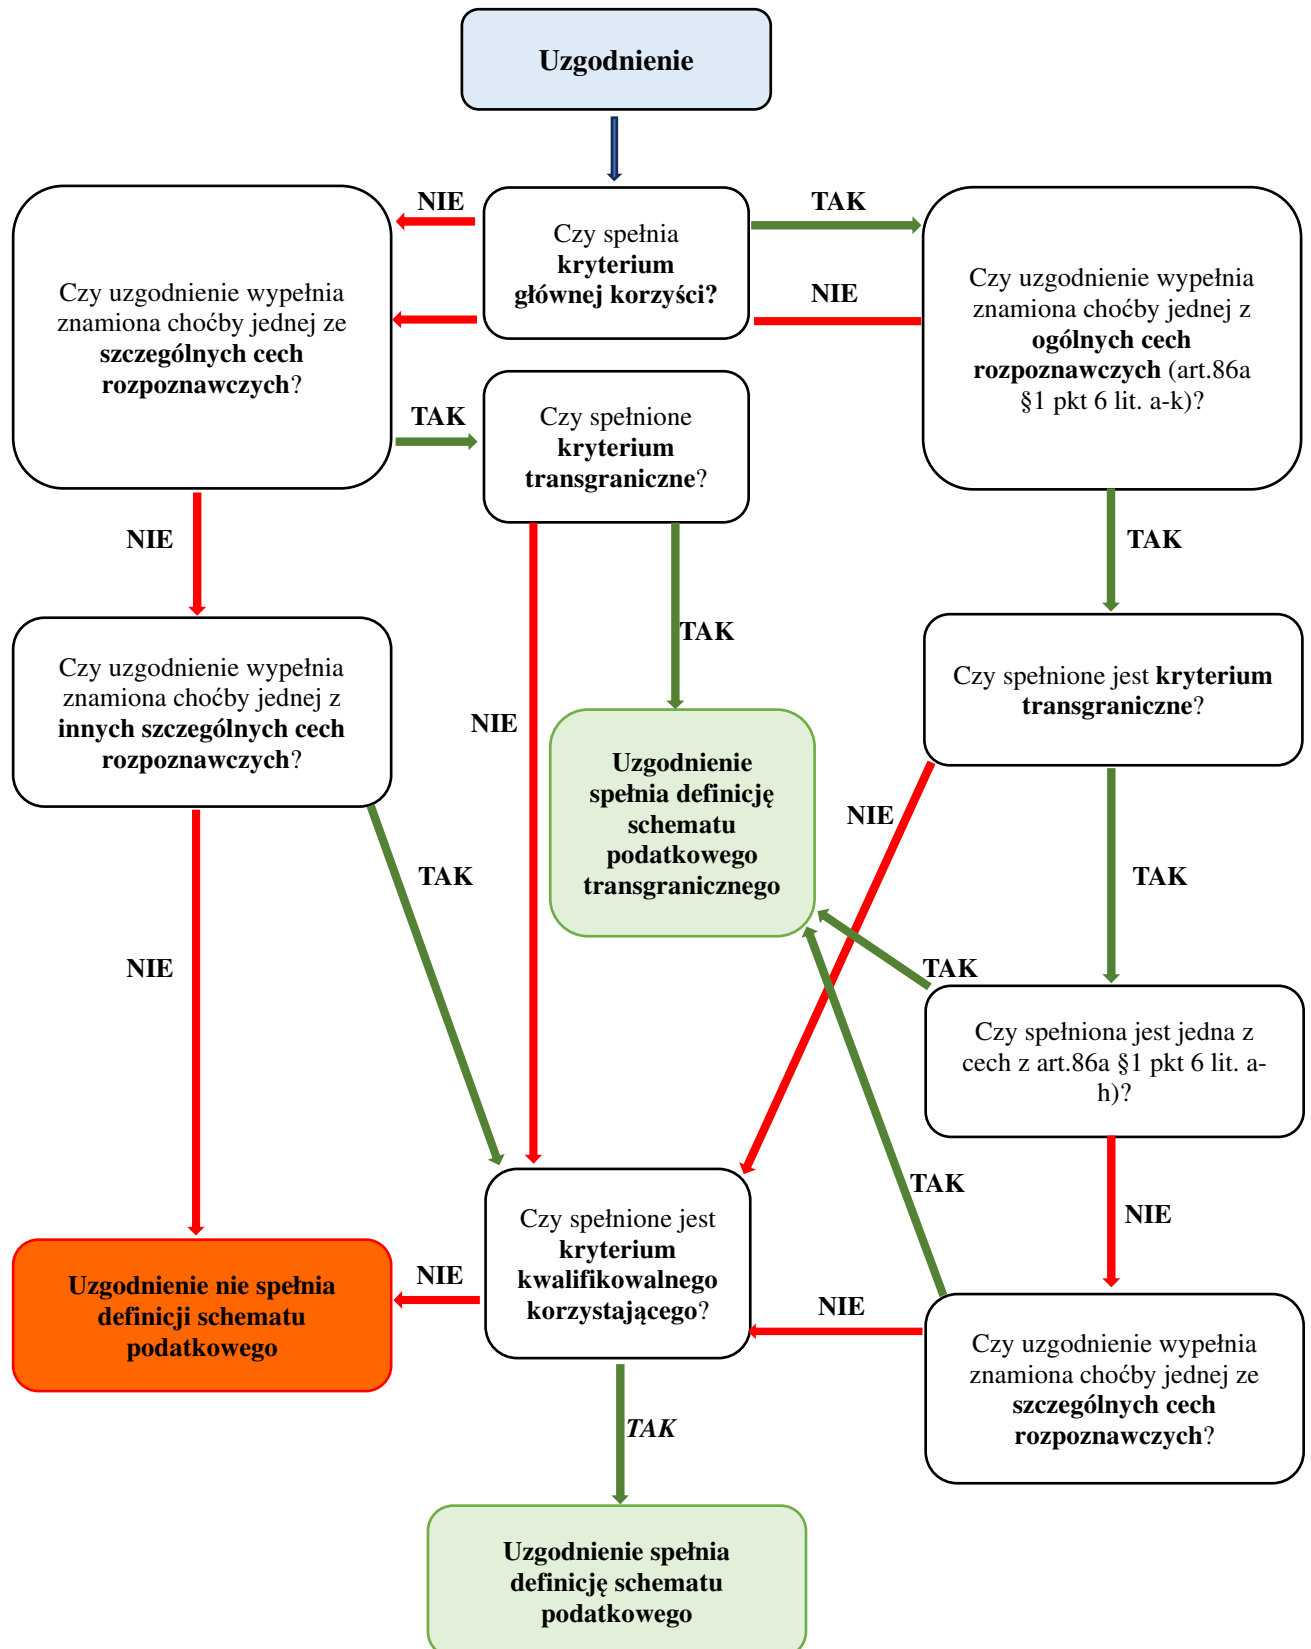 Uzgodnienie
NIE
TAK
Czy spełnia
kryterium
głównej korzyści?
Czy uzgodnienie wypełnia
znamiona choćby jednej ze
szczególnych cech
rozpoznawczych?
NIE
Czy uzgodnienie wypełnia
znamiona choćby jednej z
ogólnych cech
rozpoznawczych (art.86a
§1 pkt 6 lit. a-k)?
TAK
Czy spełnione
kryterium
transgraniczne?
NIE
TAK
TAK
Czy uzgodnienie wypełnia
znamiona choćby jednej z
innych szczególnych cech
rozpoznawczych?
NIE
Czy spełnione jest kryterium
transgraniczne?
Uzgodnienie
spełnia definicję
schematu
podatkowego
transgranicznego
NIE
TAK
TAK
NIE
TAK
Czy spełniona jest jedna z
cech z art.86a §1 pkt 6 lit. a-
h)?
TAK
NIE
Czy spełnione jest
kryterium
kwalifikowalnego
korzystającego?
NIE
Uzgodnienie nie spełnia
definicji schematu
podatkowego
NIE
Czy uzgodnienie wypełnia
znamiona choćby jednej ze
szczególnych cech
rozpoznawczych?
TAK
Uzgodnienie spełnia
definicję schematu
podatkowego